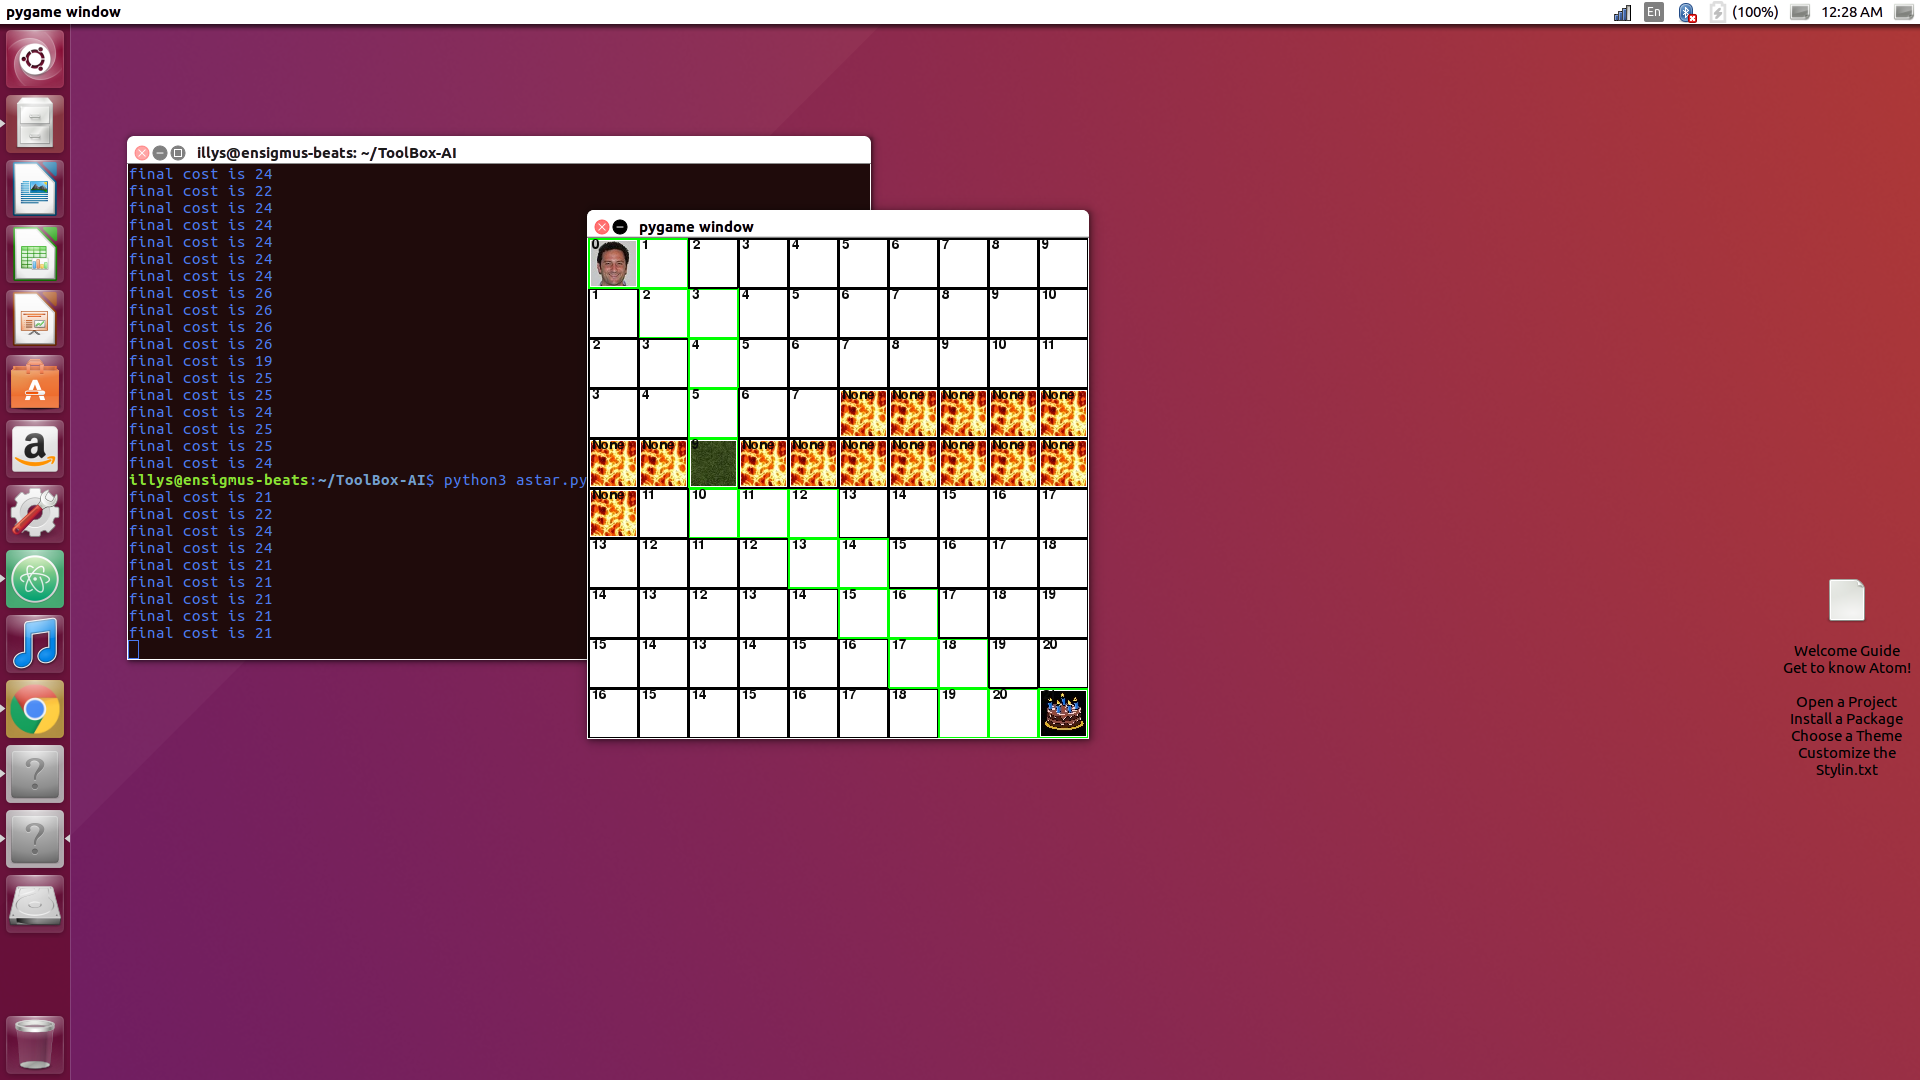 pygame window
En
(100%)
12:28 AM
illys@ensigmus-beats: ~/ToolBox-AI
final cost is 24
final cost is 22
final cost is 24
final cost is 24
final cost is 24
final cost is 24
final cost is 24
final cost is 26
final cost is 26
final cost is 26
final cost is 26
final cost is 19
final cost is 25
final cost is 25
final cost is 24
final cost is 25
final cost is 25
final cost is 24
illys@ensigmus-beats:~/ToolBox-AI$ python3 astar.py
final cost is 21
final cost is 22
final cost is 24
final cost is 24
final cost is 21
final cost is 21
final cost is 21
final cost is 21
final cost is 21
pygame window
0 1 2 3 4 5 6 7 8 9
1 2 3 4 5 6 7 8 9 10
2 3 4 5 6 7 8 9 10 11
3 4 5 6 7 None None None None None
None None 9 None None None None None None None
None 11 10 11 12 13 14 15 16 17
13 12 11 12 13 14 15 16 17 18
14 13 12 13 14 15 16 17 18 19
15 14 13 14 15 16 17 18 19 20
16 15 14 15 16 17 18 19 20
Welcome Guide
Get to know Atom!
Open a Project
Install a Package
Choose a Theme
Customize the
Stylin.txt